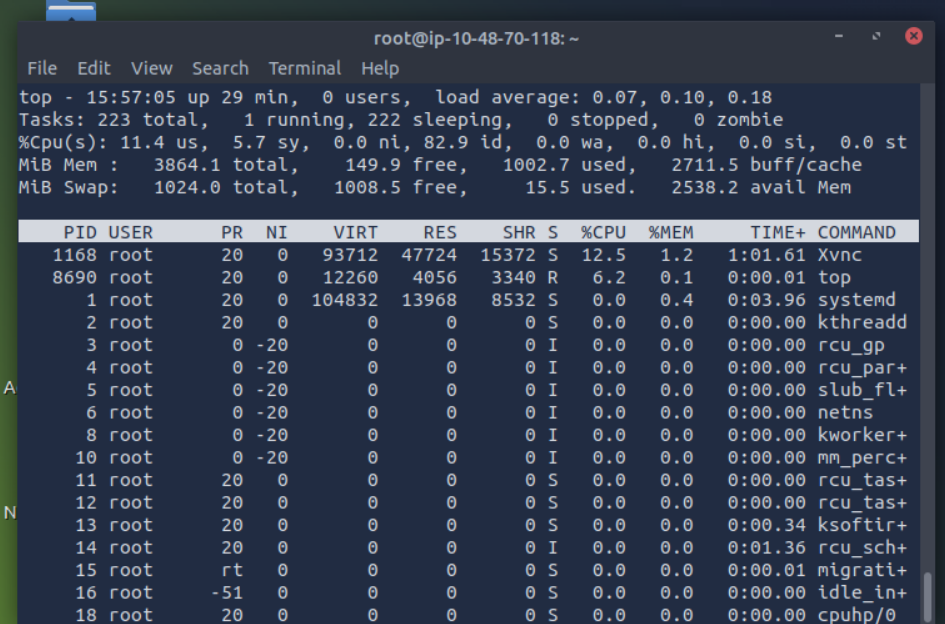 root@ip-10-48-70-118: ~
File Edit View Search Terminal Help
top - 15:57:05 up 29 min,  0 users,  load average: 0.07, 0.10, 0.18
Tasks: 223 total,   1 running, 222 sleeping,   0 stopped,   0 zombie
%Cpu(s): 11.4 us,  5.7 sy,  0.0 ni, 82.9 id,  0.0 wa,  0.0 hi,  0.0 si,  0.0 st
MiB Mem :   3864.1 total,    149.9 free,   1002.7 used,   2711.5 buff/cache
MiB Swap:   1024.0 total,   1008.5 free,     15.5 used.   2538.2 avail Mem
PID USER      PR  NI    VIRT    RES    SHR S  %CPU  %MEM     TIME+ COMMAND
1168 root      20   0   93712  47724  15372 S  12.5   1.2   1:01.61 Xvnc
8690 root      20   0   12260   4056   3340 R   6.2   0.1   0:00.01 top
1 root      20   0  104832  13968   8532 S   0.0   0.4   0:03.96 systemd
2 root      20   0       0      0      0 S   0.0   0.0   0:00.00 kthreadd
3 root       0 -20       0      0      0 I   0.0   0.0   0:00.00 rcu_gp
4 root       0 -20       0      0      0 I   0.0   0.0   0:00.00 rcu_par+
5 root       0 -20       0      0      0 I   0.0   0.0   0:00.00 slub_fl+
6 root       0 -20       0      0      0 I   0.0   0.0   0:00.00 netns
8 root       0 -20       0      0      0 I   0.0   0.0   0:00.00 kworker+
10 root       0 -20       0      0      0 I   0.0   0.0   0:00.00 mm_perc+
11 root      20   0       0      0      0 S   0.0   0.0   0:00.00 rcu_tas+
12 root      20   0       0      0      0 S   0.0   0.0   0:00.00 rcu_tas+
13 root      20   0       0      0      0 S   0.0   0.0   0:00.34 ksoftir+
14 root      20   0       0      0      0 I   0.0   0.0   0:01.36 rcu_sch+
15 root      rt   0       0      0      0 S   0.0   0.0   0:00.01 migrati+
16 root     -51   0       0      0      0 S   0.0   0.0   0:00.00 idle_in+
18 root      20   0       0      0      0 S   0.0   0.0   0:00.00 cpuhp/0